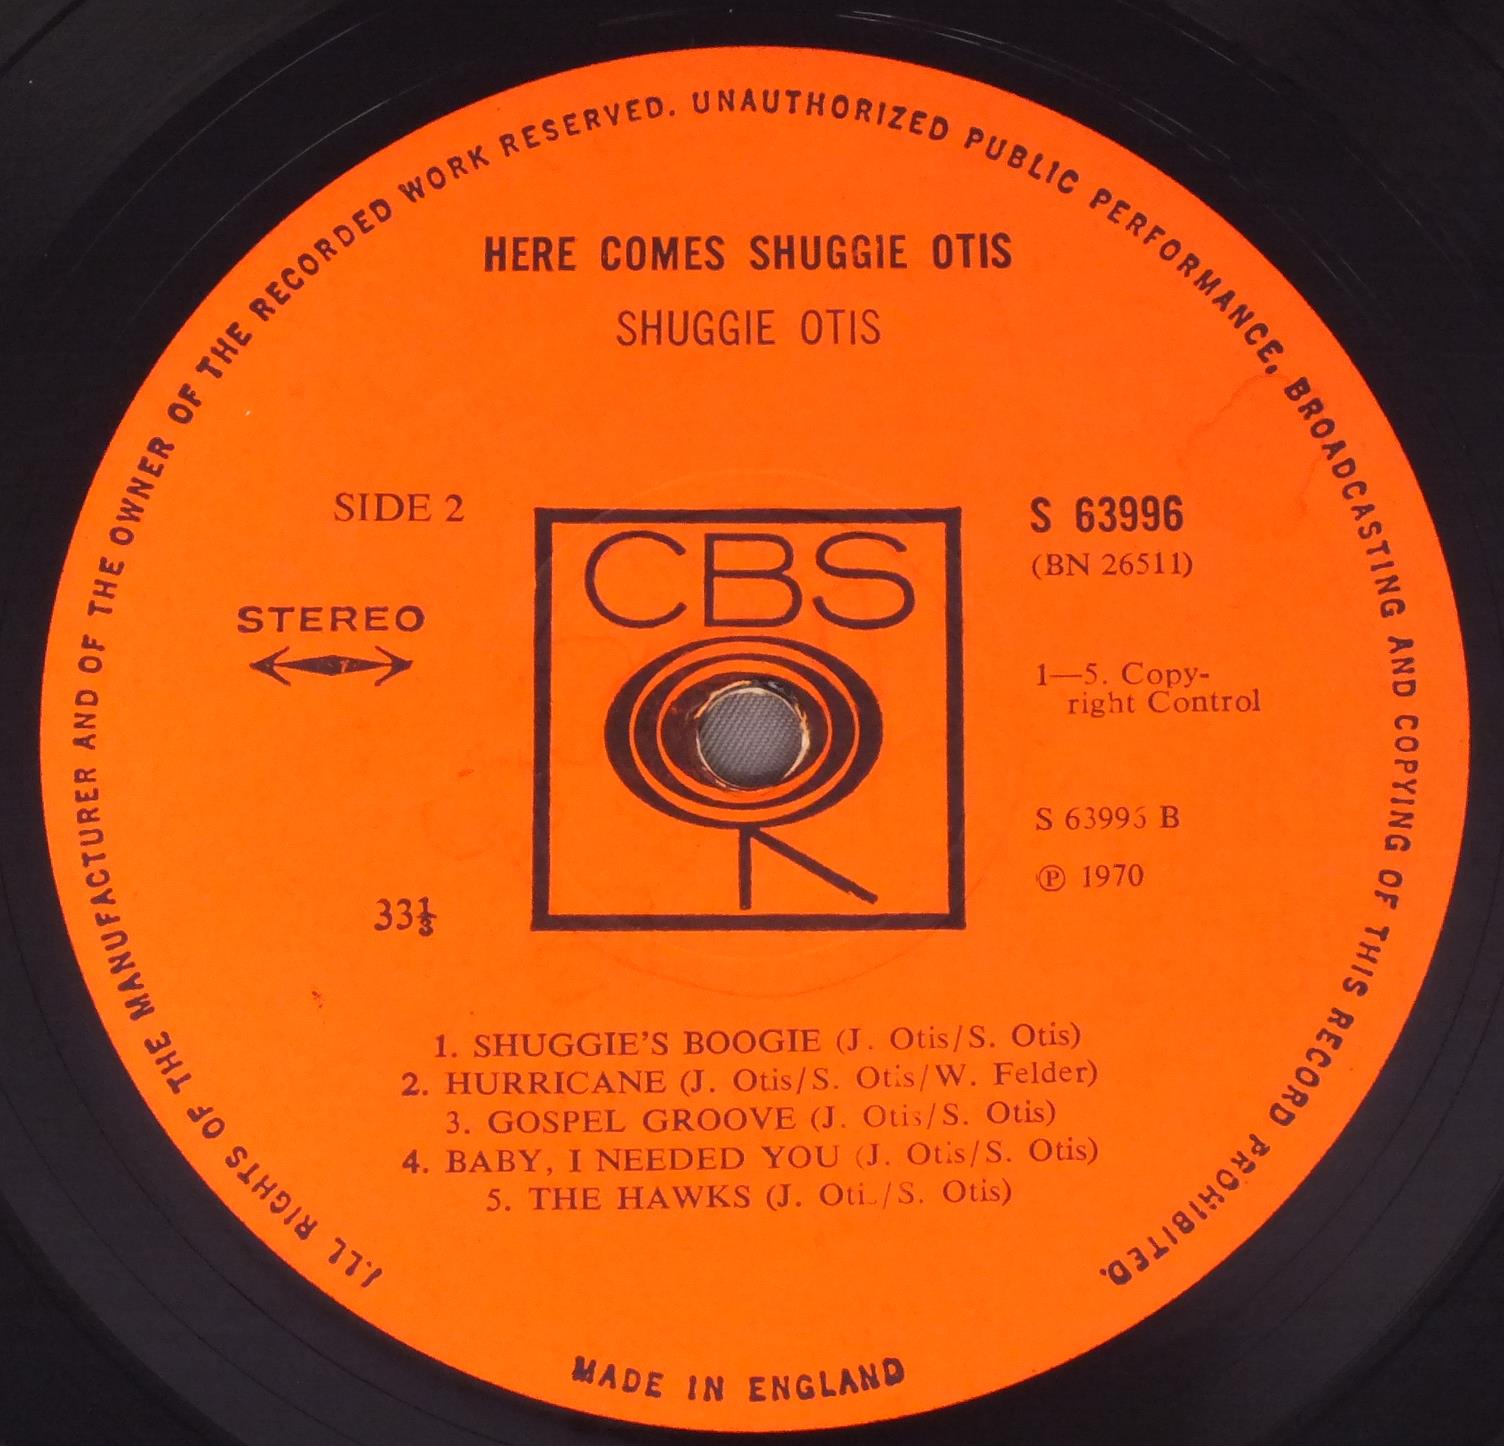 ALL RIGHTS OF THE MANUFACTURER AND OF THE OWNER OF THE RECORDED WORK RESERVED. UNAUTHORIZED PUBLIC PERFORMANCE, BROADCASTING AND COPYING OF THIS RECORD PROHIBITED.
HERE COMES SHUGGIE OTIS
SHUGGIE OTIS
SIDE 2
STEREO
33⅓
CBS
S 63996
(BN 26511)
1—5. Copy-
right Control
S 63996 B
℗ 1970
1. SHUGGIE'S BOOGIE (J. Otis/S. Otis)
2. HURRICANE (J. Otis/S. Otis/W. Felder)
3. GOSPEL GROOVE (J. Otis/S. Otis)
4. BABY, I NEEDED YOU (J. Otis/S. Otis)
5. THE HAWKS (J. Otis/S. Otis)
MADE IN ENGLAND